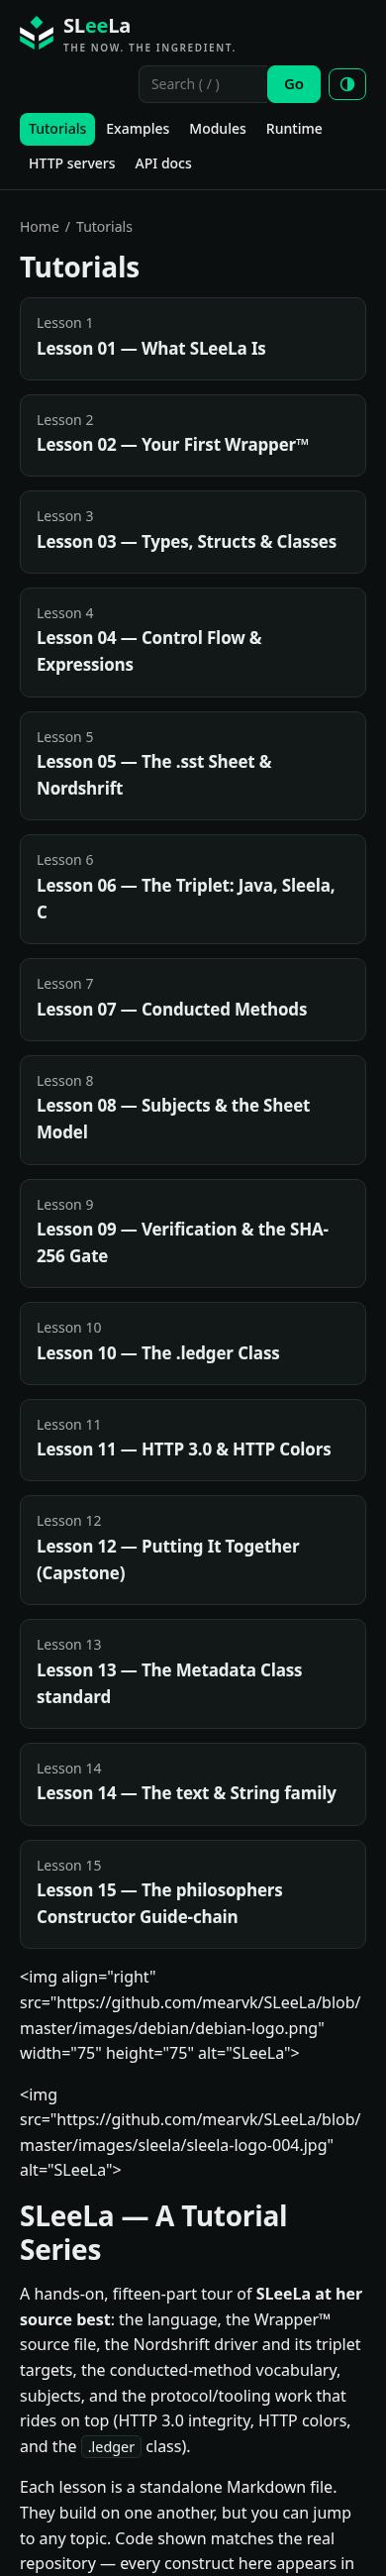 SLeeLa
THE NOW. THE INGREDIENT.
Search ( / )
Go
Tutorials
Examples
Modules
Runtime
HTTP servers
API docs
Home / Tutorials
Tutorials
Lesson 1
Lesson 01 — What SLeeLa Is
Lesson 2
Lesson 02 — Your First Wrapper™
Lesson 3
Lesson 03 — Types, Structs & Classes
Lesson 4
Lesson 04 — Control Flow &
Expressions
Lesson 5
Lesson 05 — The .sst Sheet &
Nordshrift
Lesson 6
Lesson 06 — The Triplet: Java, Sleela,
C
Lesson 7
Lesson 07 — Conducted Methods
Lesson 8
Lesson 08 — Subjects & the Sheet
Model
Lesson 9
Lesson 09 — Verification & the SHA-
256 Gate
Lesson 10
Lesson 10 — The .ledger Class
Lesson 11
Lesson 11 — HTTP 3.0 & HTTP Colors
Lesson 12
Lesson 12 — Putting It Together
(Capstone)
Lesson 13
Lesson 13 — The Metadata Class
standard
Lesson 14
Lesson 14 — The text & String family
Lesson 15
Lesson 15 — The philosophers
Constructor Guide-chain
<img align="right"
src="https://github.com/mearvk/SLeeLa/blob/
master/images/debian/debian-logo.png"
width="75" height="75" alt="SLeeLa">
<img
src="https://github.com/mearvk/SLeeLa/blob/
master/images/sleela/sleela-logo-004.jpg"
alt="SLeeLa">
SLeeLa — A Tutorial
Series
A hands-on, fifteen-part tour of SLeeLa at her
source best: the language, the Wrapper™
source file, the Nordshrift driver and its triplet
targets, the conducted-method vocabulary,
subjects, and the protocol/tooling work that
rides on top (HTTP 3.0 integrity, HTTP colors,
and the .ledger class).
Each lesson is a standalone Markdown file.
They build on one another, but you can jump
to any topic. Code shown matches the real
repository — every construct here appears in